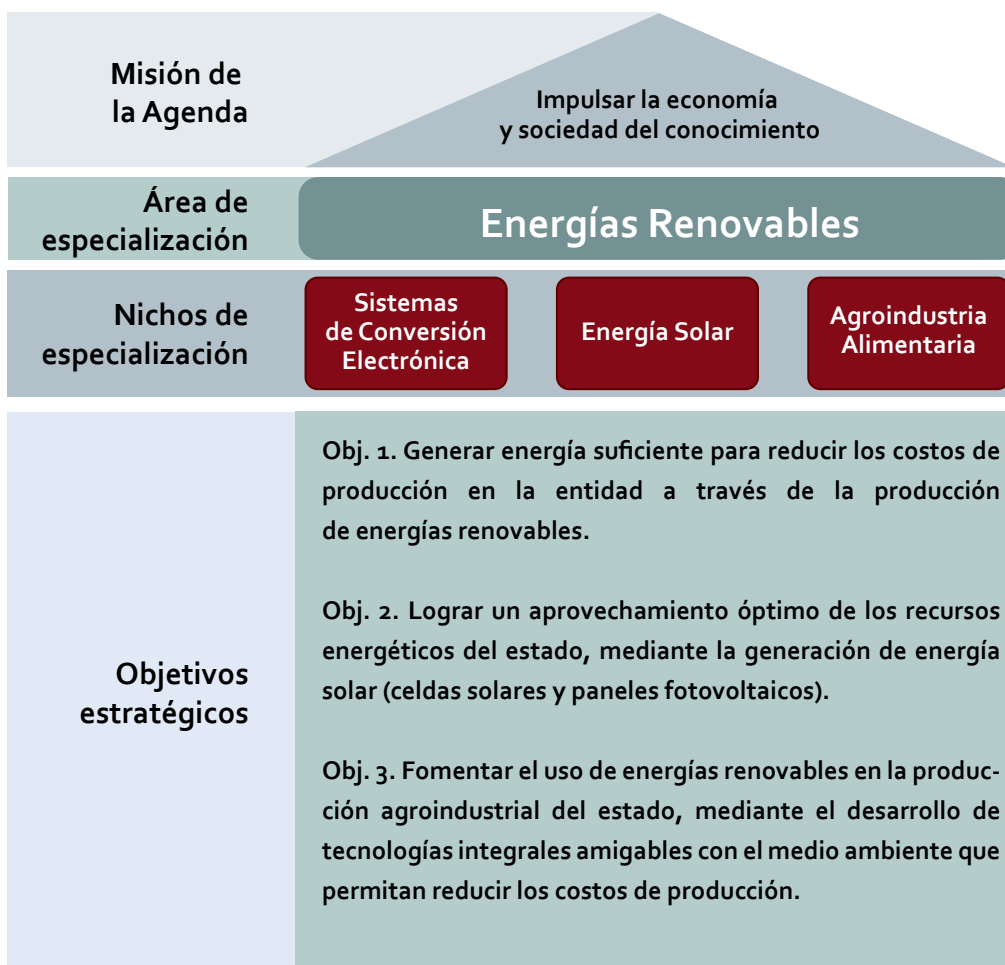 Misión de
la Agenda
Impulsar la economía
y sociedad del conocimiento
Área de
especialización
Energías Renovables
Nichos de
especialización
Sistemas
de Conversión
Electrónica
Energía Solar
Agroindustria
Alimentaria
Objetivos
estratégicos
Obj. 1. Generar energía suficiente para reducir los costos de
producción en la entidad a través de la producción
de energías renovables.
Obj. 2. Lograr un aprovechamiento óptimo de los recursos
energéticos del estado, mediante la generación de energía
solar (celdas solares y paneles fotovoltaicos).
Obj. 3. Fomentar el uso de energías renovables en la produc-
ción agroindustrial del estado, mediante el desarrollo de
tecnologías integrales amigables con el medio ambiente que
permitan reducir los costos de producción.